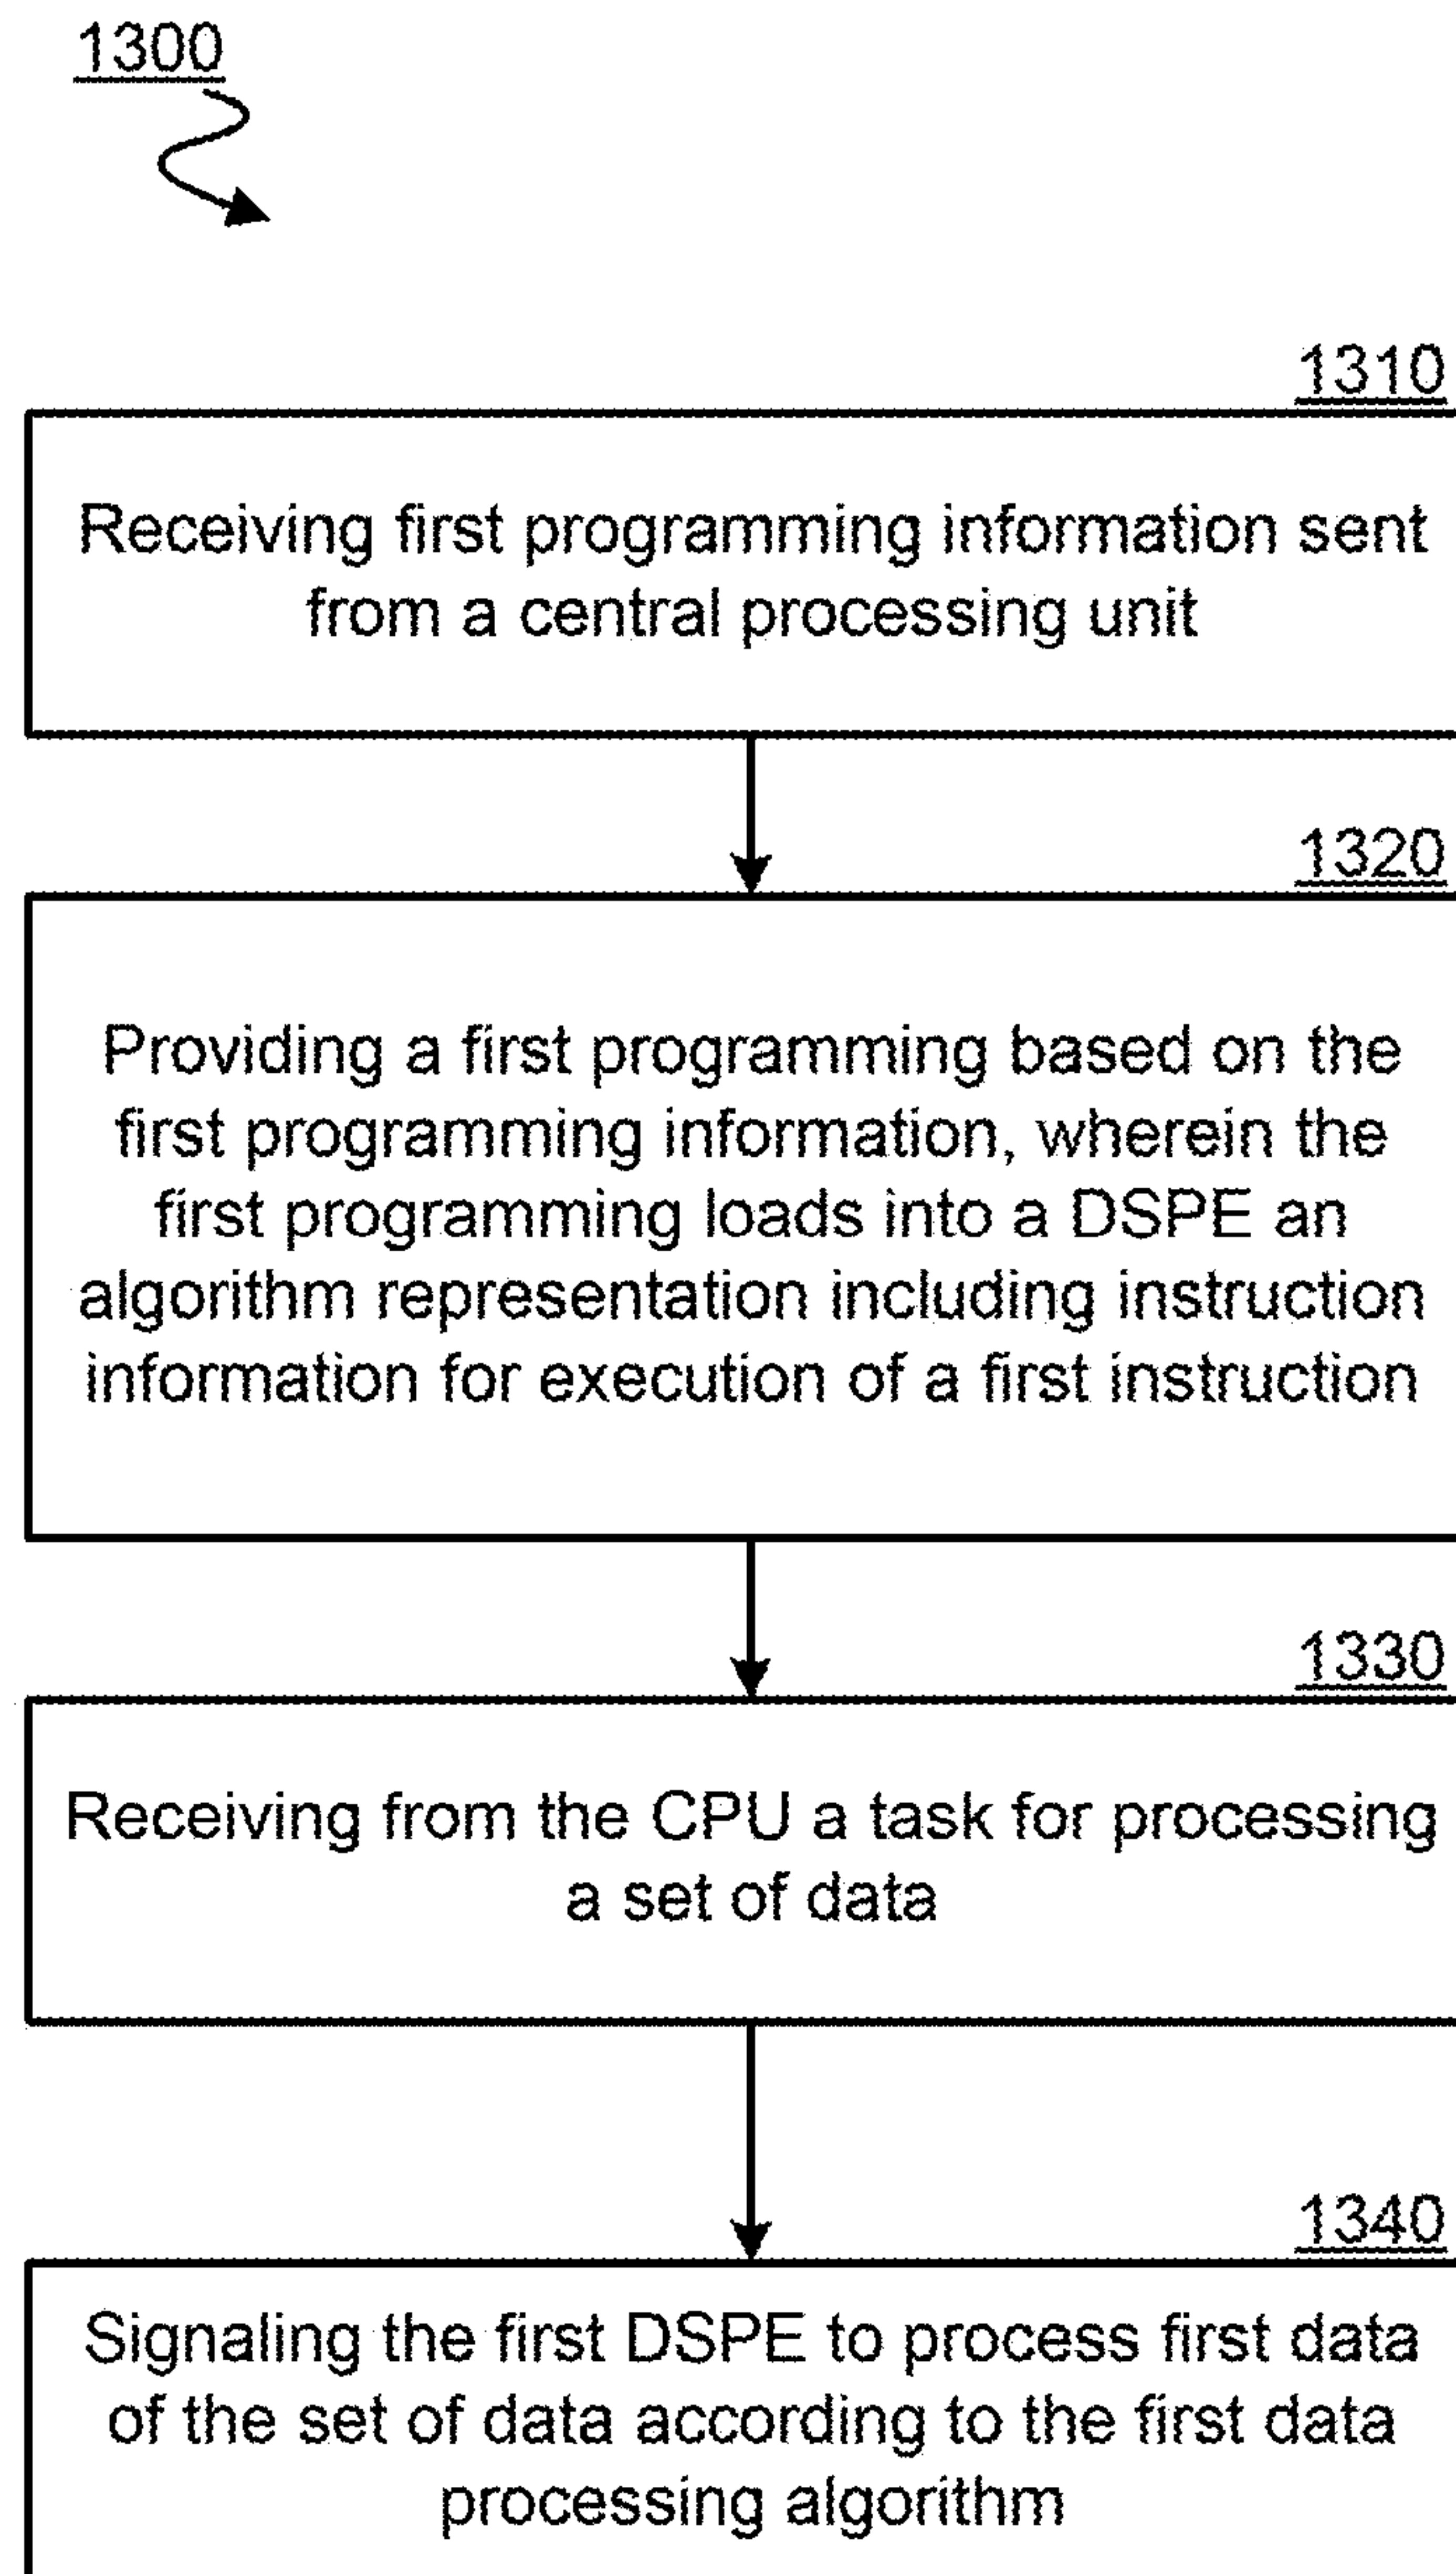 1300
1310
Receiving first programming information sent
from a central processing unit
1320
Providing a first programming based on the
first programming information, wherein the
first programming loads into a DSPE an
algorithm representation including instruction
information for execution of a first instruction
1330
Receiving from the CPU a task for processing
a set of data
1340
Signaling the first DSPE to process first data
of the set of data according to the first data
processing algorithm